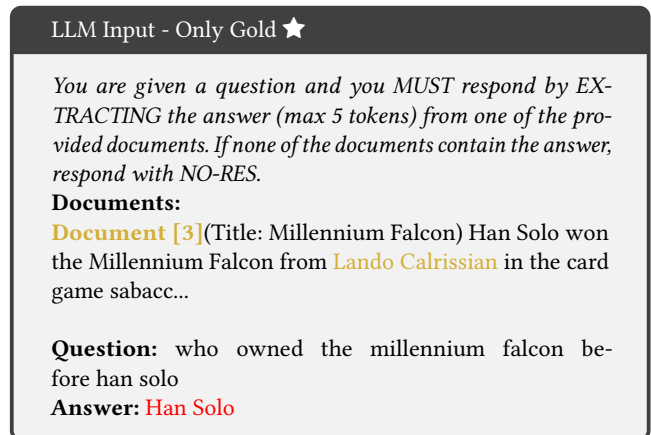 LLM Input - Only Gold ★
You are given a question and you MUST respond by EX-
TRACTING the answer (max 5 tokens) from one of the pro-
vided documents. If none of the documents contain the answer,
respond with NO-RES.
Documents:
Document [3](Title: Millennium Falcon) Han Solo won
the Millennium Falcon from Lando Calrissian in the card
game sabacc...
Question: who owned the millennium falcon be-
fore han solo
Answer: Han Solo